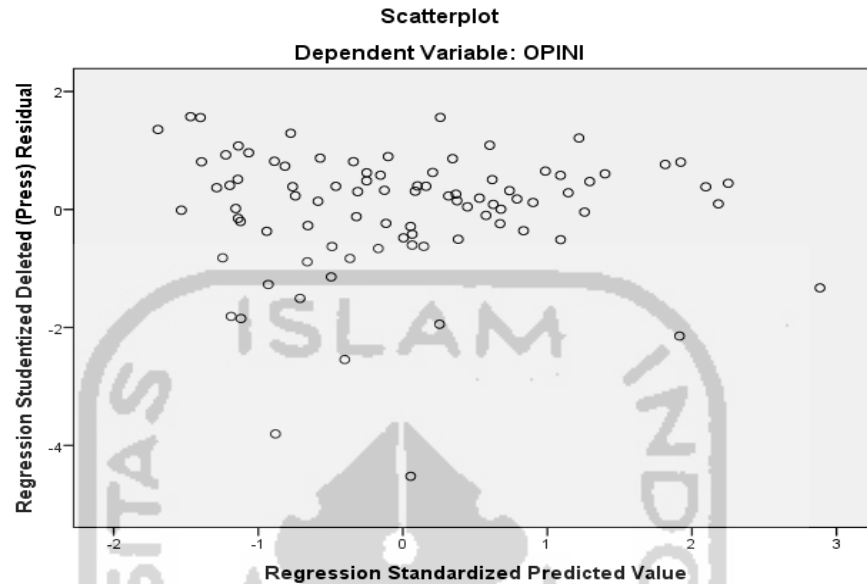 Scatterplot
Dependent Variable: OPINI
Regression Studentized Deleted (Press) Residual
2
0
-2
-4
-2
-1
0
1
2
3
Regression Standardized Predicted Value
ISLAM